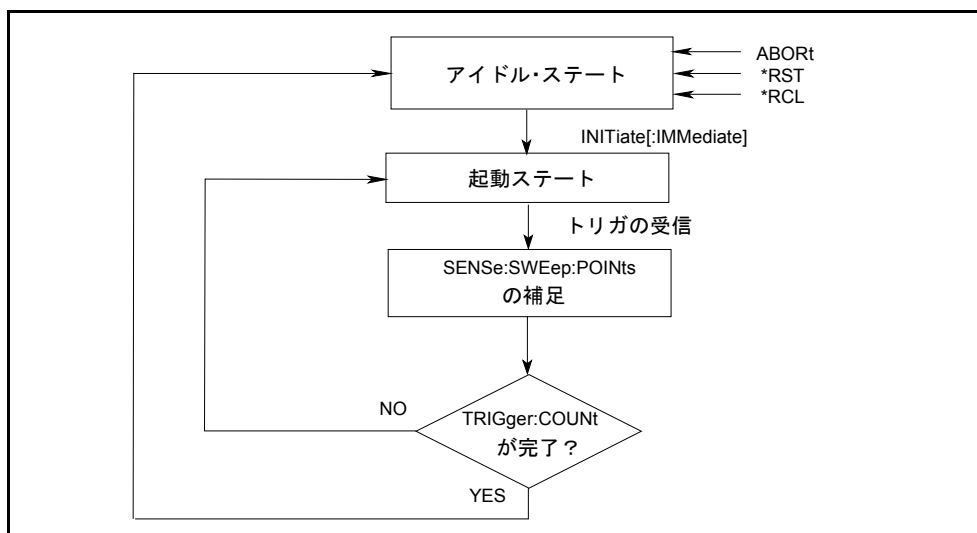 アイドル・ステート
ABORt
*RST
*RCL
INITiate[:IMMediate]
起動ステート
トリガの受信
SENSe:SWEep:POINts
の補足
NO
TRIGger:COUNt
が完了？
YES